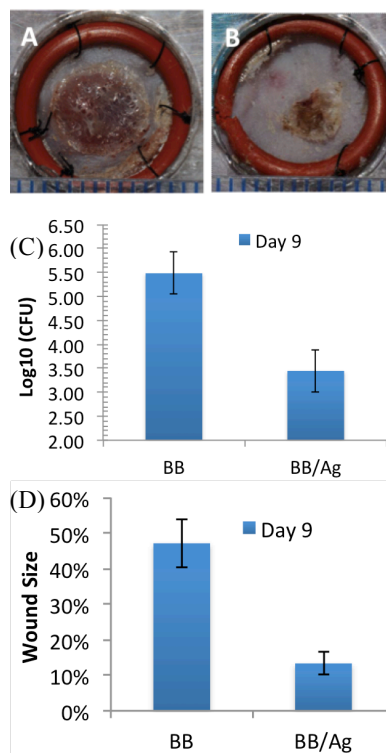 A
B
(C)
6.50
6.00
5.50
5.00
4.50
4.00
3.50
3.00
2.50
2.00
Log10 (CFU)
Day 9
BB
BB/Ag
(D)
60%
50%
40%
30%
20%
10%
0%
Wound Size
Day 9
BB
BB/Ag